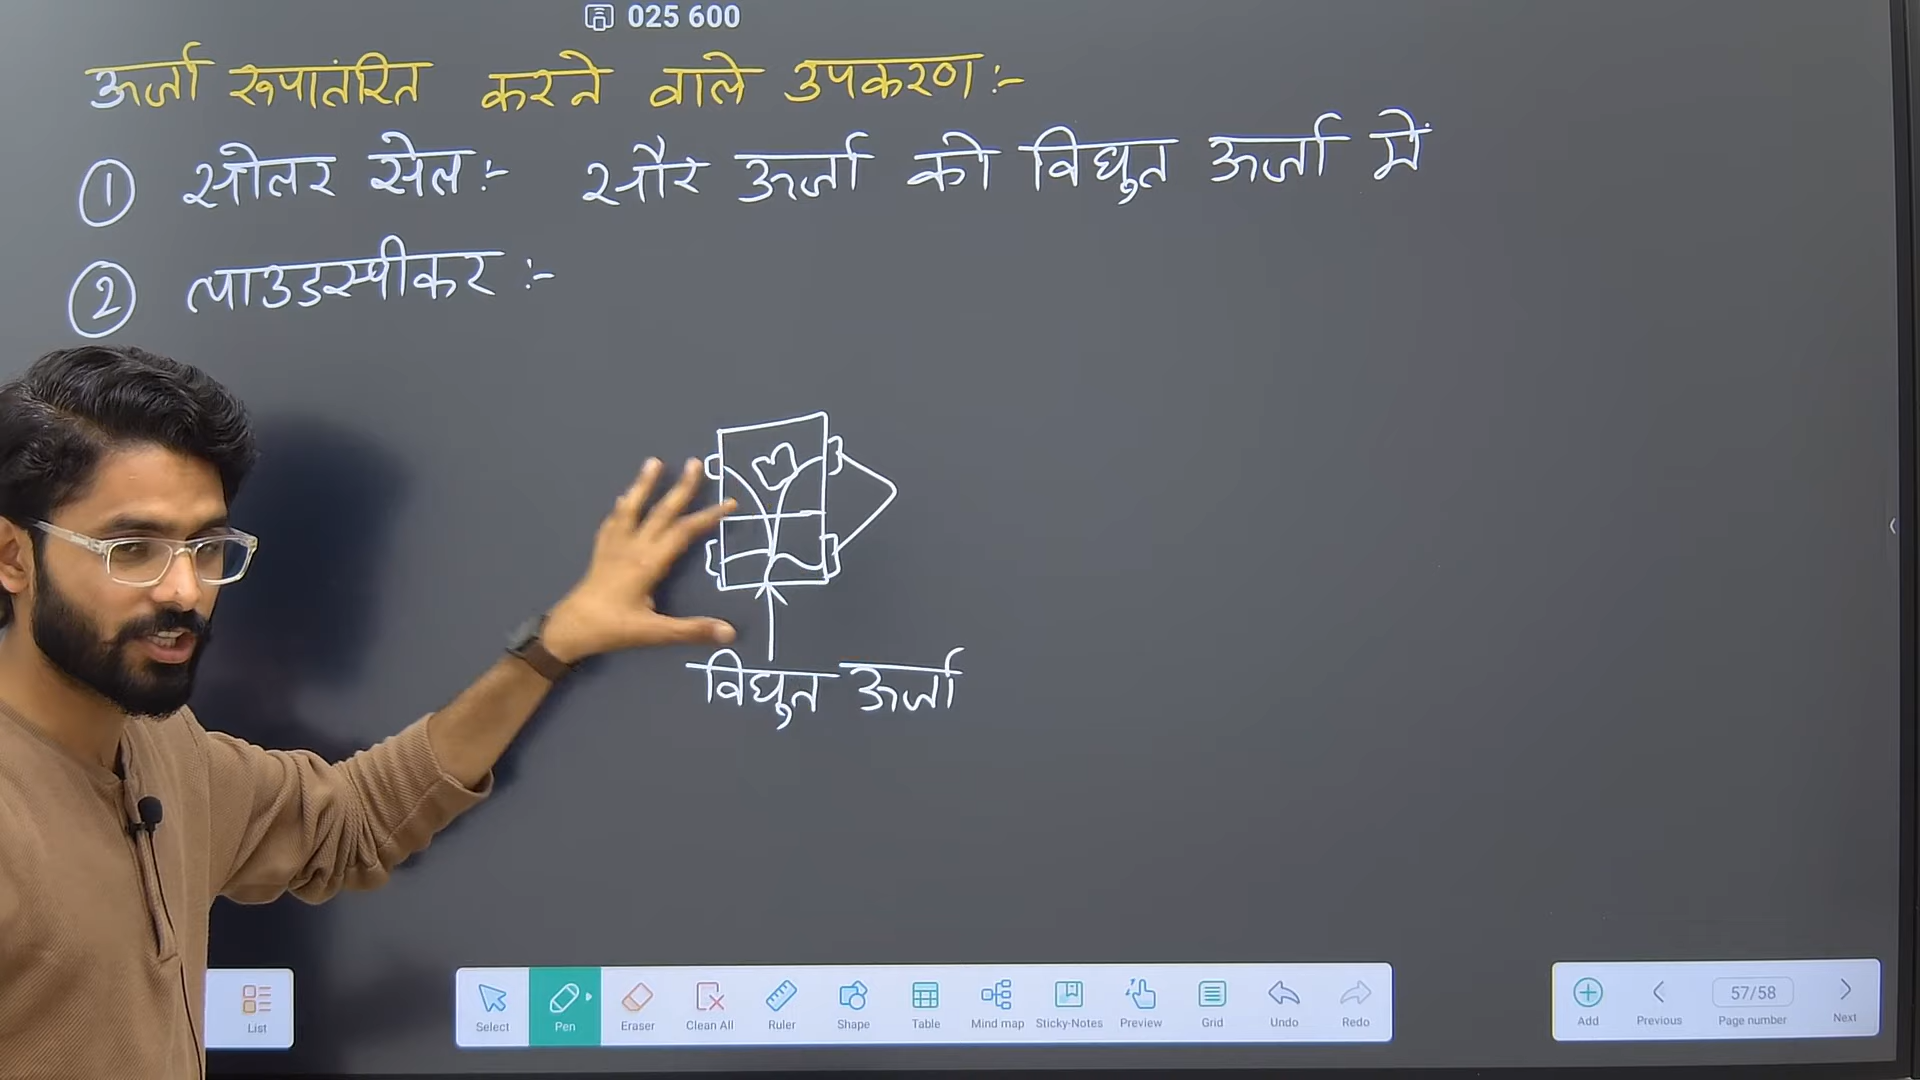 025 600
ऊर्जा रूपांतरित करने वाले उपकरण :-
① सोलर सेल :- सौर ऊर्जा को विद्युत ऊर्जा में
② लाउडस्पीकर :-
विद्युत ऊर्जा
List
Select Pen Eraser Clean All Ruler Shape Table Mind map Sticky-Notes Preview Grid Undo Redo
Add Previous 57/58 Page number Next